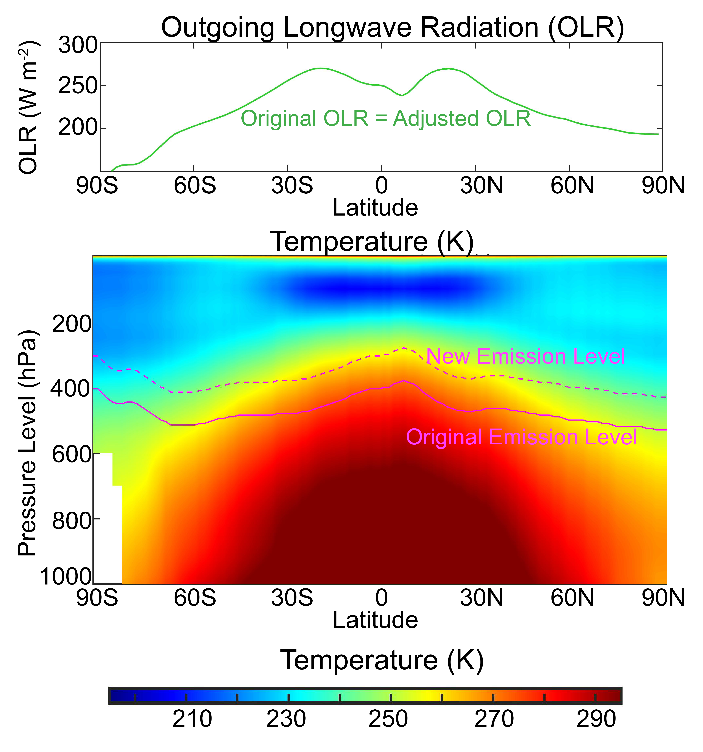 Outgoing Longwave Radiation (OLR)
OLR (W m-2)
300
250
200
Original OLR = Adjusted OLR
90S 60S 30S 0 30N 60N 90N
Latitude
Temperature (K)
Pressure Level (hPa)
200
400
600
800
1000
New Emission Level
Original Emission Level
90S 60S 30S 0 30N 60N 90N
Latitude
Temperature (K)
210 230 250 270 290